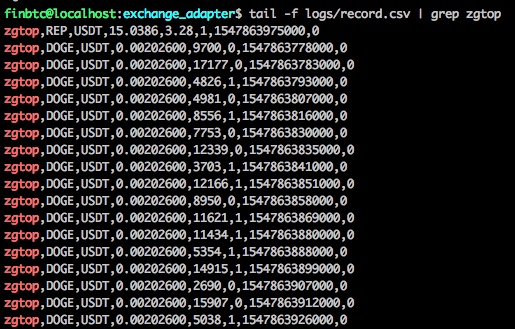 finbtc@localhost:exchange_adapter$ tail -f logs/record.csv | grep zgtop
zgtop,REP,USDT,15.0386,3.28,1,1547863975000,0
zgtop,DOGE,USDT,0.00202600,9700,0,1547863778000,0
zgtop,DOGE,USDT,0.00202600,17177,0,1547863783000,0
zgtop,DOGE,USDT,0.00202600,4826,1,1547863793000,0
zgtop,DOGE,USDT,0.00202600,4981,0,1547863807000,0
zgtop,DOGE,USDT,0.00202600,8556,1,1547863816000,0
zgtop,DOGE,USDT,0.00202600,7753,0,1547863830000,0
zgtop,DOGE,USDT,0.00202600,12339,0,1547863835000,0
zgtop,DOGE,USDT,0.00202600,3703,1,1547863841000,0
zgtop,DOGE,USDT,0.00202600,12166,1,1547863851000,0
zgtop,DOGE,USDT,0.00202600,8950,0,1547863858000,0
zgtop,DOGE,USDT,0.00202600,11621,1,1547863869000,0
zgtop,DOGE,USDT,0.00202600,11434,1,1547863880000,0
zgtop,DOGE,USDT,0.00202600,5354,1,1547863888000,0
zgtop,DOGE,USDT,0.00202600,14915,1,1547863899000,0
zgtop,DOGE,USDT,0.00202600,2690,0,1547863907000,0
zgtop,DOGE,USDT,0.00202600,15907,0,1547863912000,0
zgtop,DOGE,USDT,0.00202600,5038,1,1547863926000,0